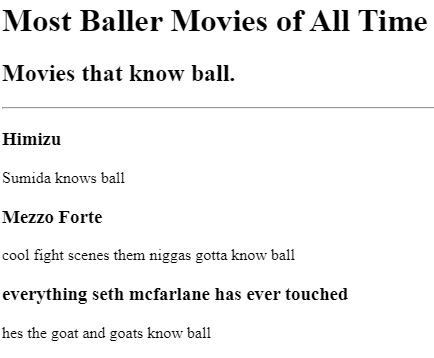 Most Baller Movies of All Time
Movies that know ball.
Himizu
Sumida knows ball
Mezzo Forte
cool fight scenes them niggas gotta know ball
everything seth mcfarlane has ever touched
hes the goat and goats know ball